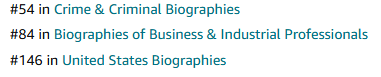 #54 in Crime & Criminal Biographies
#84 in Biographies of Business & Industrial Professionals
#146 in United States Biographies